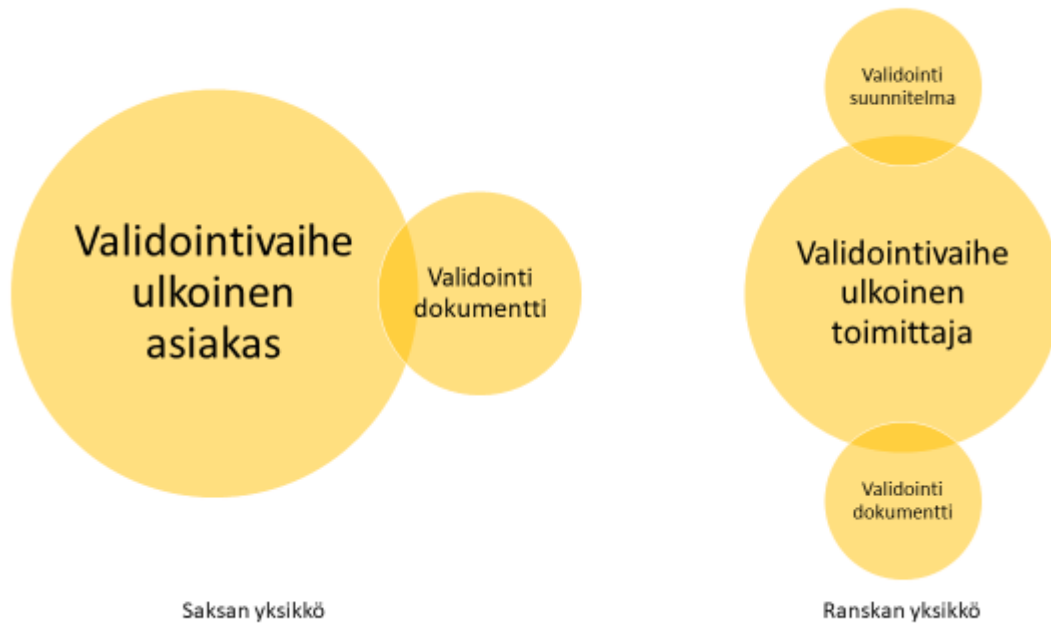 Validointivaihe
ulkoinen
asiakas
Validointi
dokumentti
Saksan yksikkö
Validointi
suunnitelma
Validointivaihe
ulkoinen
toimittaja
Validointi
dokumentti
Ranskan yksikkö